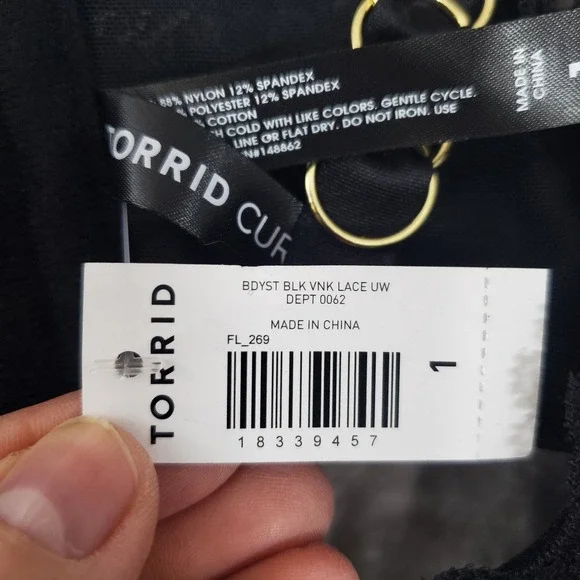 88% NYLON 12% SPANDEX
% POLYESTER 12% SPANDEX
COTTON
COLD WITH LIKE COLORS. GENTLE CYCLE.
LINE OR FLAT DRY. DO NOT IRON. USE
N#148862
MADE IN
CHINA
1
TORRID CUR
TORRID
BDYST BLK VNK LACE UW
DEPT 0062
MADE IN CHINA
FL_269
18339457
1